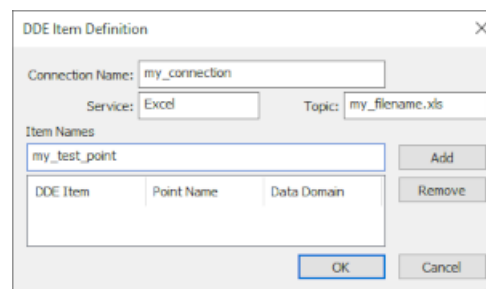 DDE Item Definition
Connection Name: my_connection
Service: Excel Topic: my_filename.xls
Item Names
my_test_point Add
DDE Item Point Name Data Domain Remove
OK Cancel